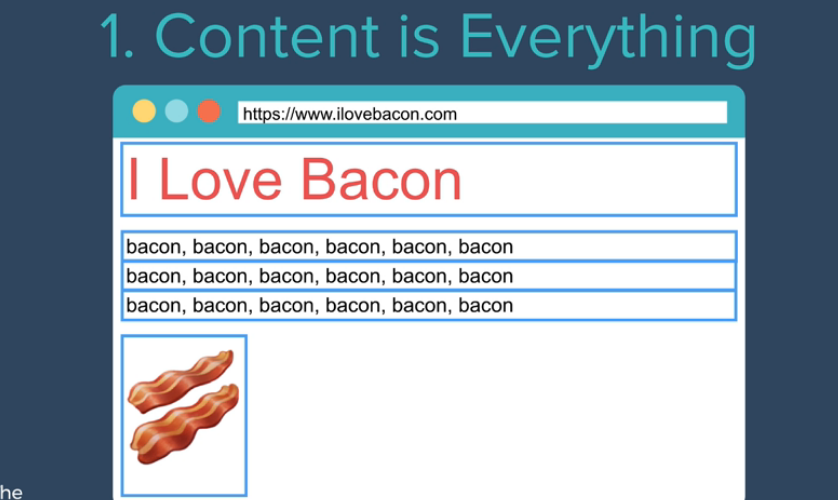 1. Content is Everything
https://www.ilovebacon.com
I Love Bacon
bacon, bacon, bacon, bacon, bacon, bacon
bacon, bacon, bacon, bacon, bacon, bacon
bacon, bacon, bacon, bacon, bacon, bacon
he